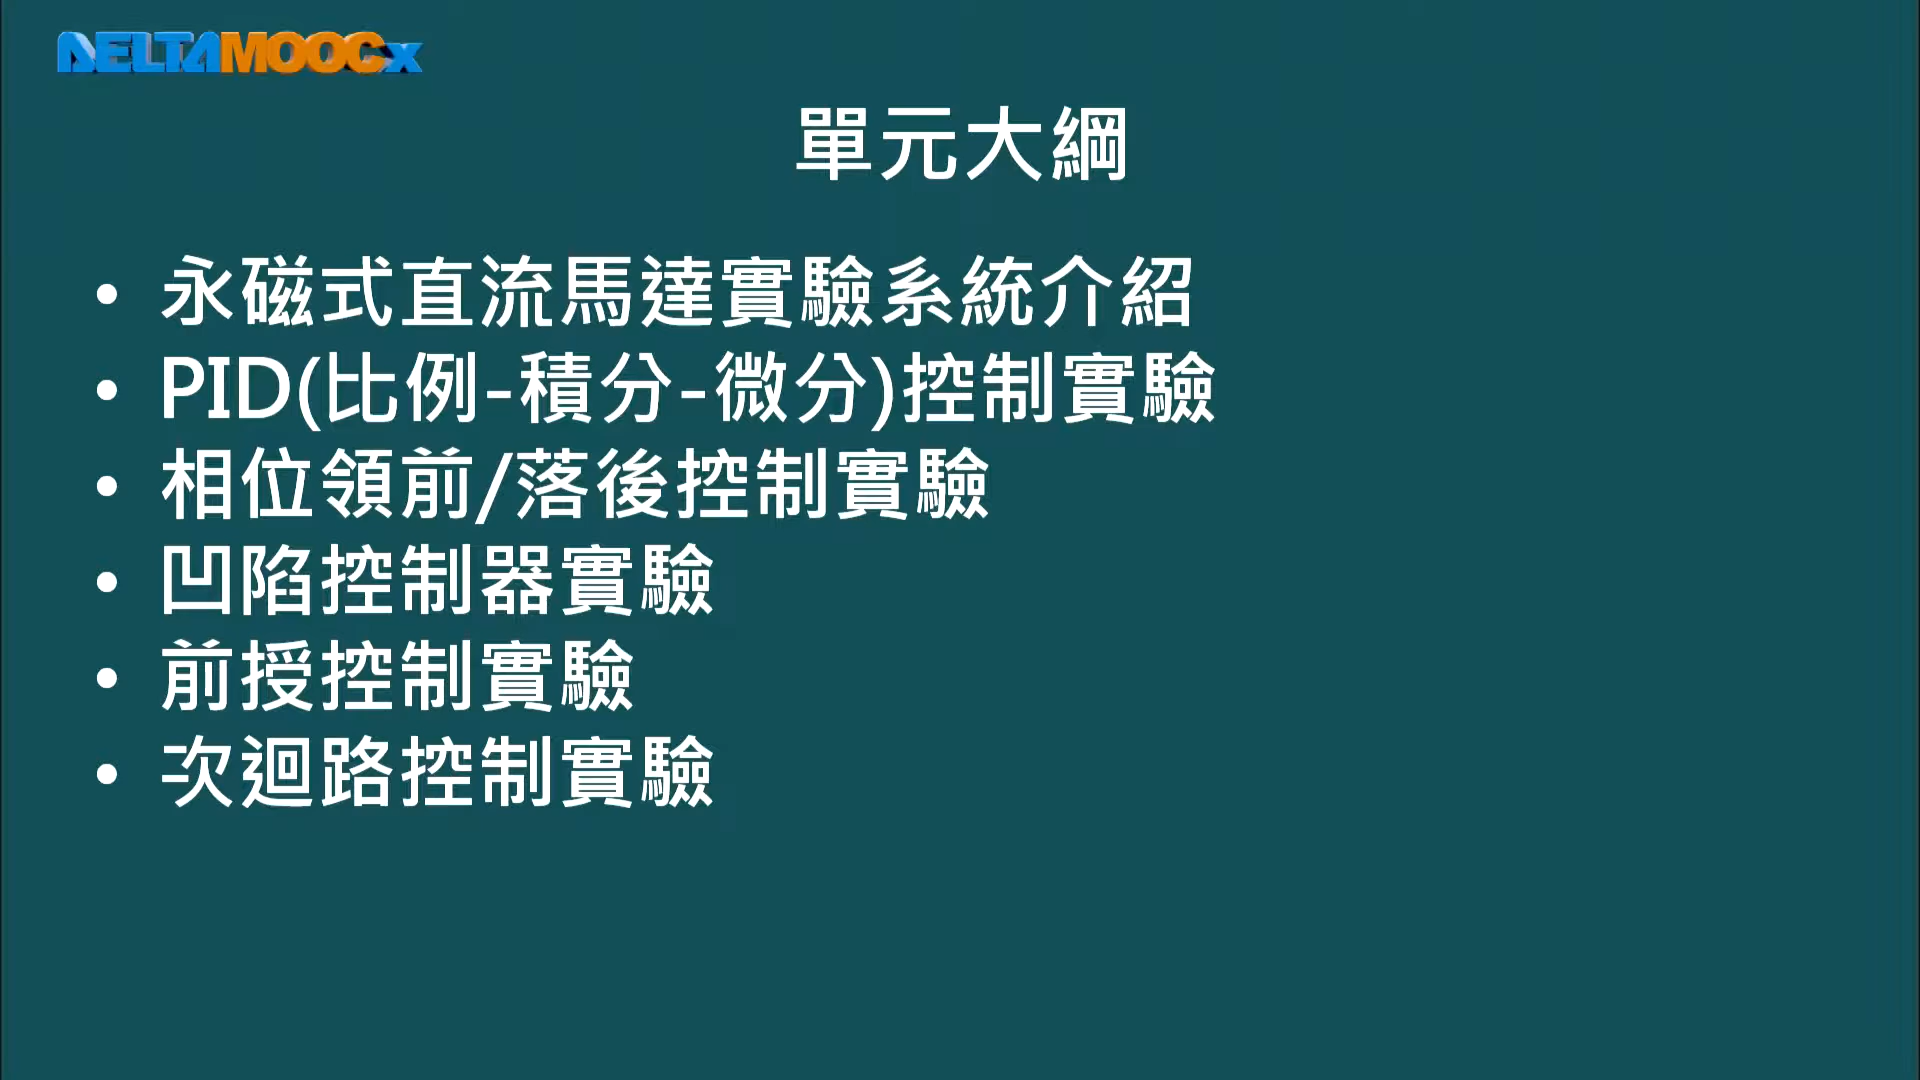 DELTAMOOCx
單元大綱
• 永磁式直流馬達實驗系統介紹
• PID(比例-積分-微分)控制實驗
• 相位領前/落後控制實驗
• 凹陷控制器實驗
• 前授控制實驗
• 次迴路控制實驗